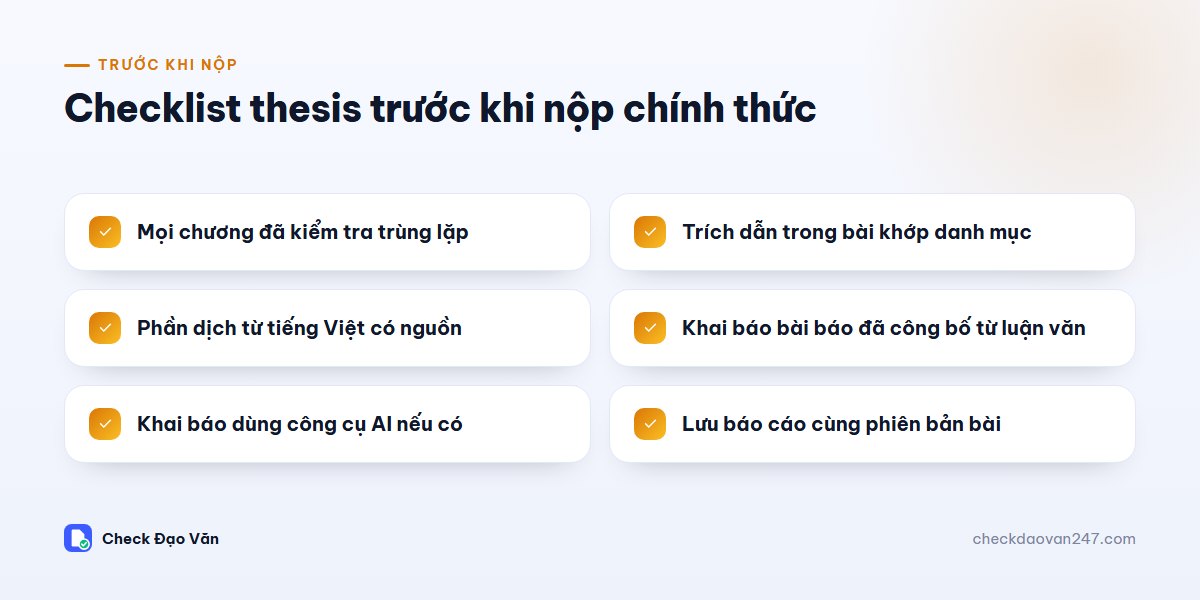 TRƯỚC KHI NỘP
Checklist thesis trước khi nộp chính thức
Mọi chương đã kiểm tra trùng lặp
Trích dẫn trong bài khớp danh mục
Phần dịch từ tiếng Việt có nguồn
Khai báo bài báo đã công bố từ luận văn
Khai báo dùng công cụ AI nếu có
Lưu báo cáo cùng phiên bản bài
Check Đạo Văn
checkdaovan247.com